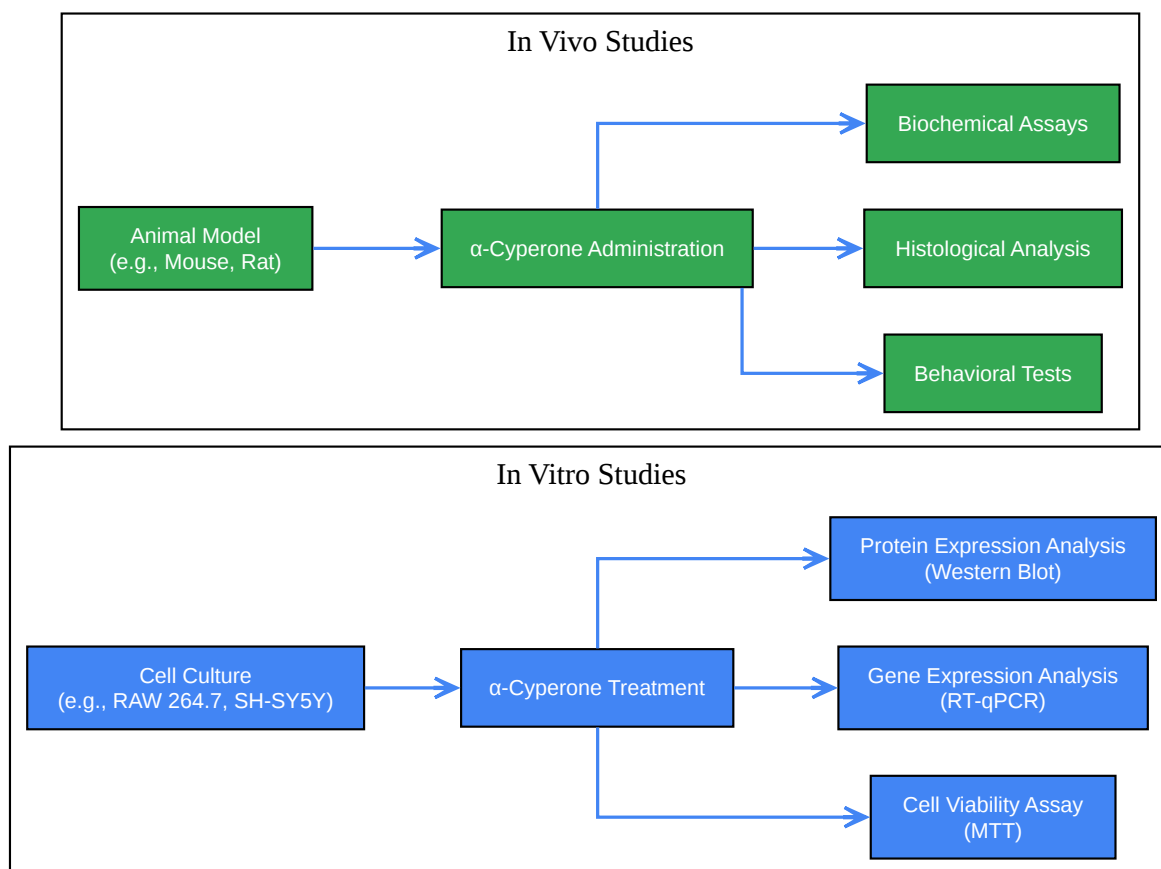 In Vivo Studies
Biochemical Assays
Animal Model
(e.g., Mouse, Rat)
α-Cyperone Administration
Histological Analysis
Behavioral Tests
In Vitro Studies
Protein Expression Analysis
(Western Blot)
Cell Culture
(e.g., RAW 264.7, SH-SY5Y)
α-Cyperone Treatment
Gene Expression Analysis
(RT-qPCR)
Cell Viability Assay
(MTT)